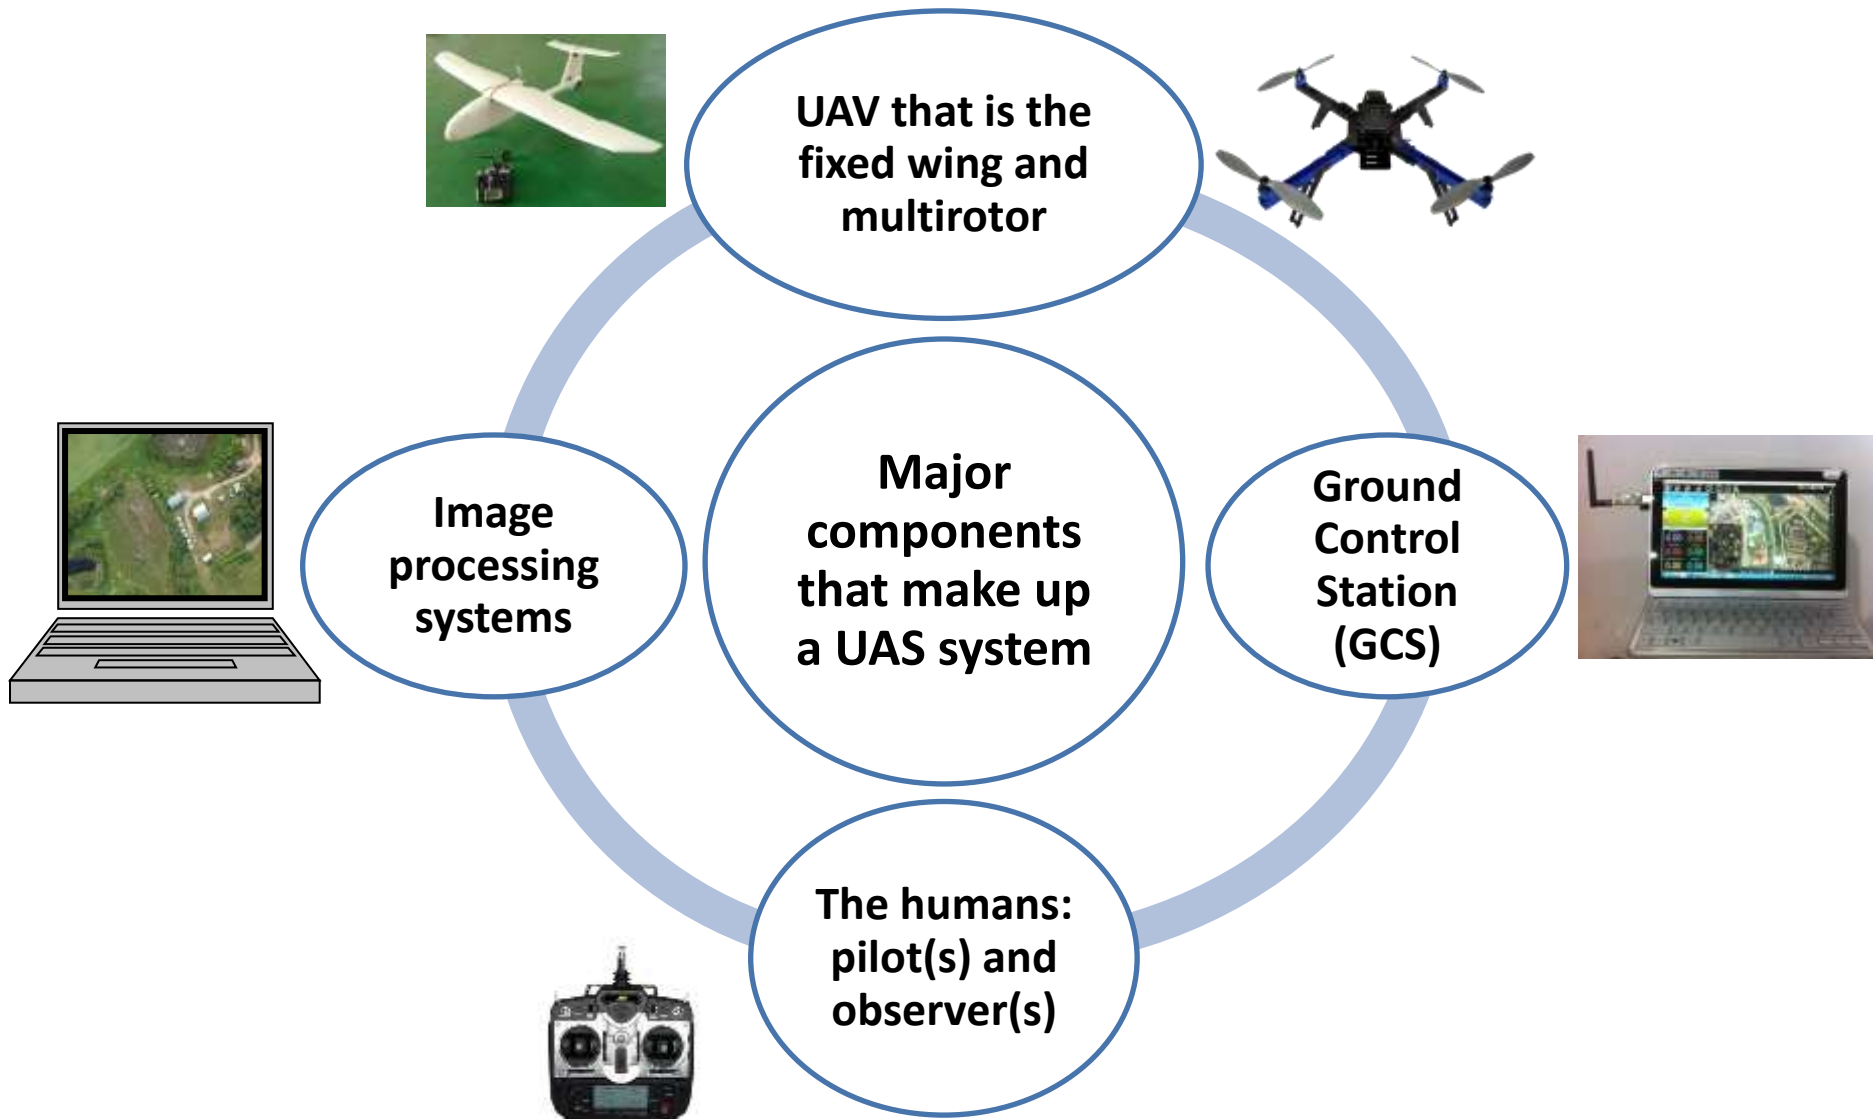 UAV that is the
fixed wing and
multirotor
Image
processing
systems
Major
components
that make up
a UAS system
Ground
Control
Station
(GCS)
The humans:
pilot(s) and
observer(s)